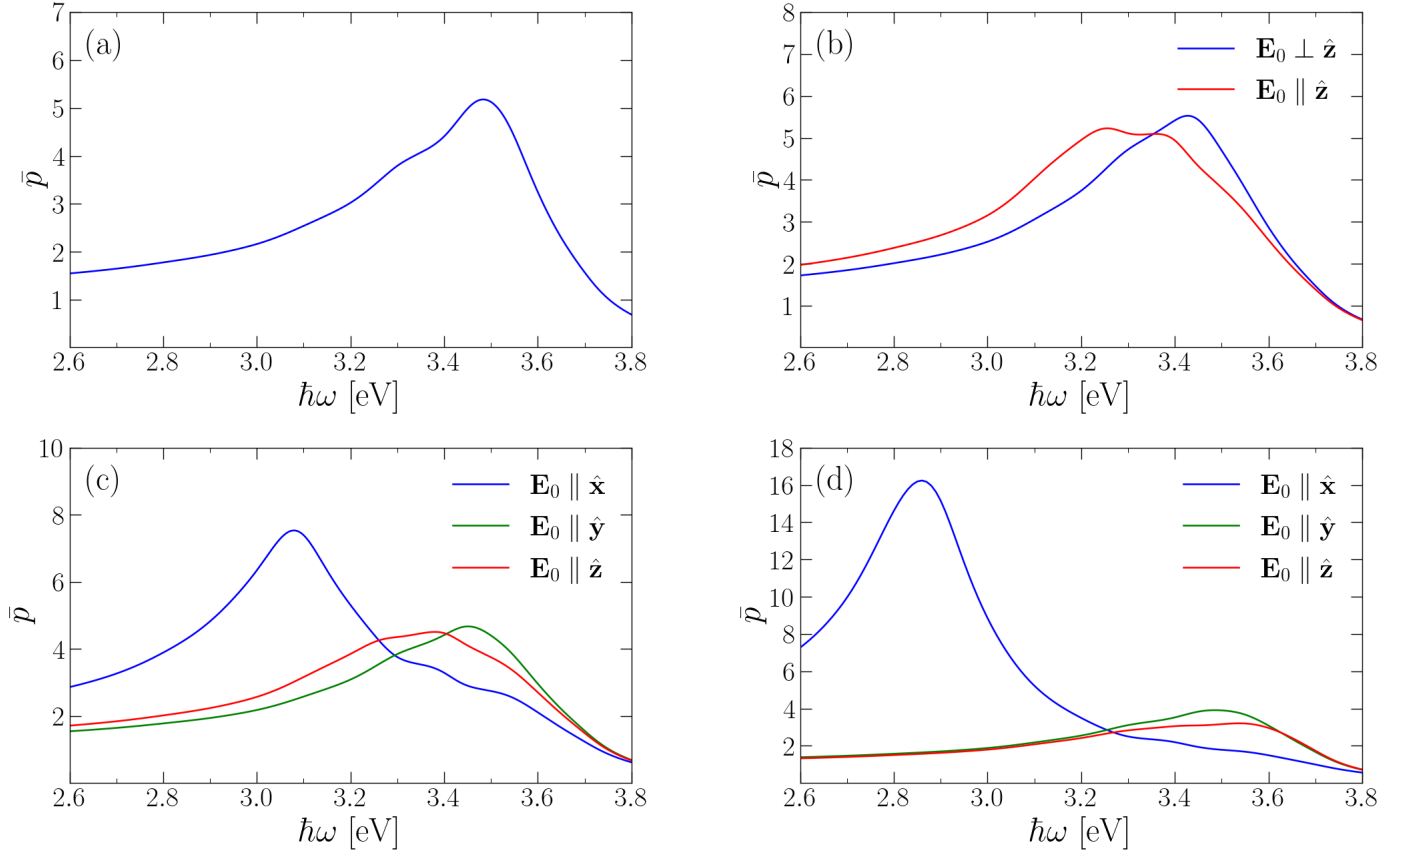 (a)
7
6
5
4
3
2
1
p̄
2.6 2.8 3.0 3.2 3.4 3.6 3.8
ħω [eV]
(b)
E₀ ⊥ ẑ
E₀ ∥ ẑ
8
7
6
5
4
3
2
1
p̄
2.6 2.8 3.0 3.2 3.4 3.6 3.8
ħω [eV]
(c)
E₀ ∥ x̂
E₀ ∥ ŷ
E₀ ∥ ẑ
10
8
6
4
2
p̄
2.6 2.8 3.0 3.2 3.4 3.6 3.8
ħω [eV]
(d)
E₀ ∥ x̂
E₀ ∥ ŷ
E₀ ∥ ẑ
18
16
14
12
10
8
6
4
2
p̄
2.6 2.8 3.0 3.2 3.4 3.6 3.8
ħω [eV]